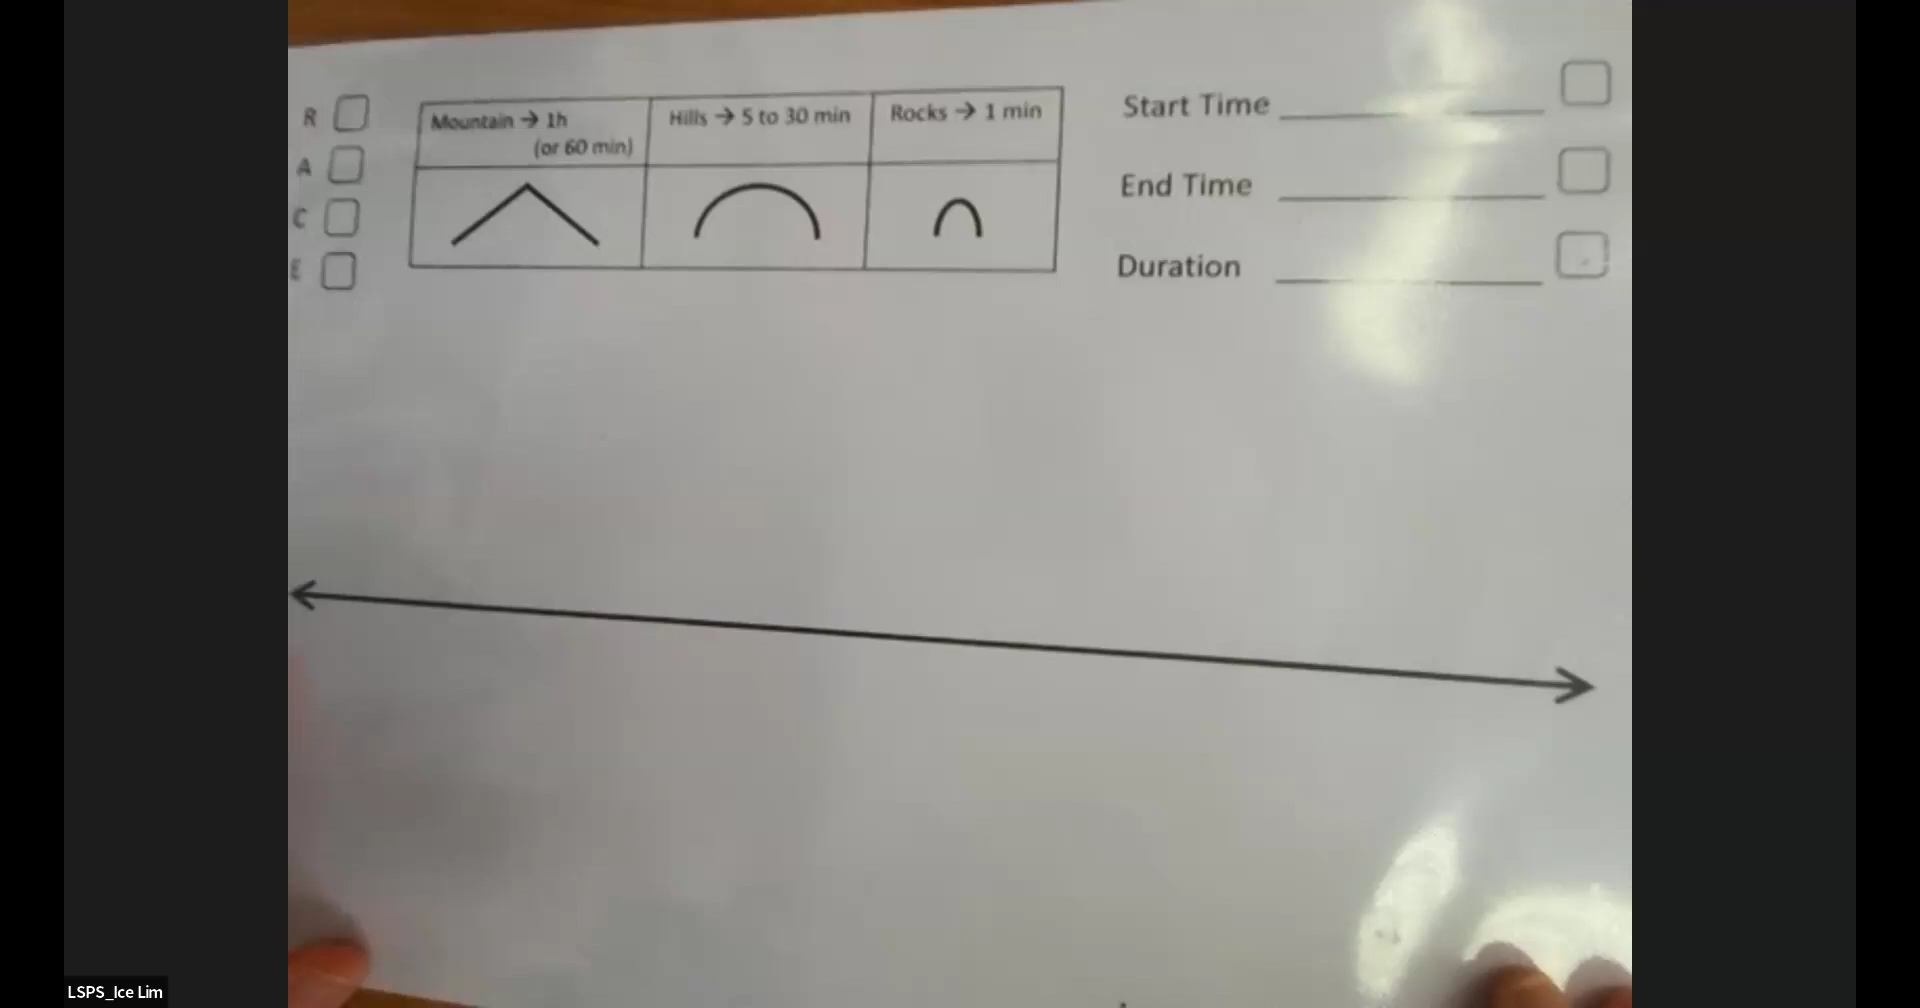 R
A
C
E
Mountain → 1h
(or 60 min)
Hills → 5 to 30 min
Rocks → 1 min
Start Time
End Time
Duration
LSPS_Ice Lim